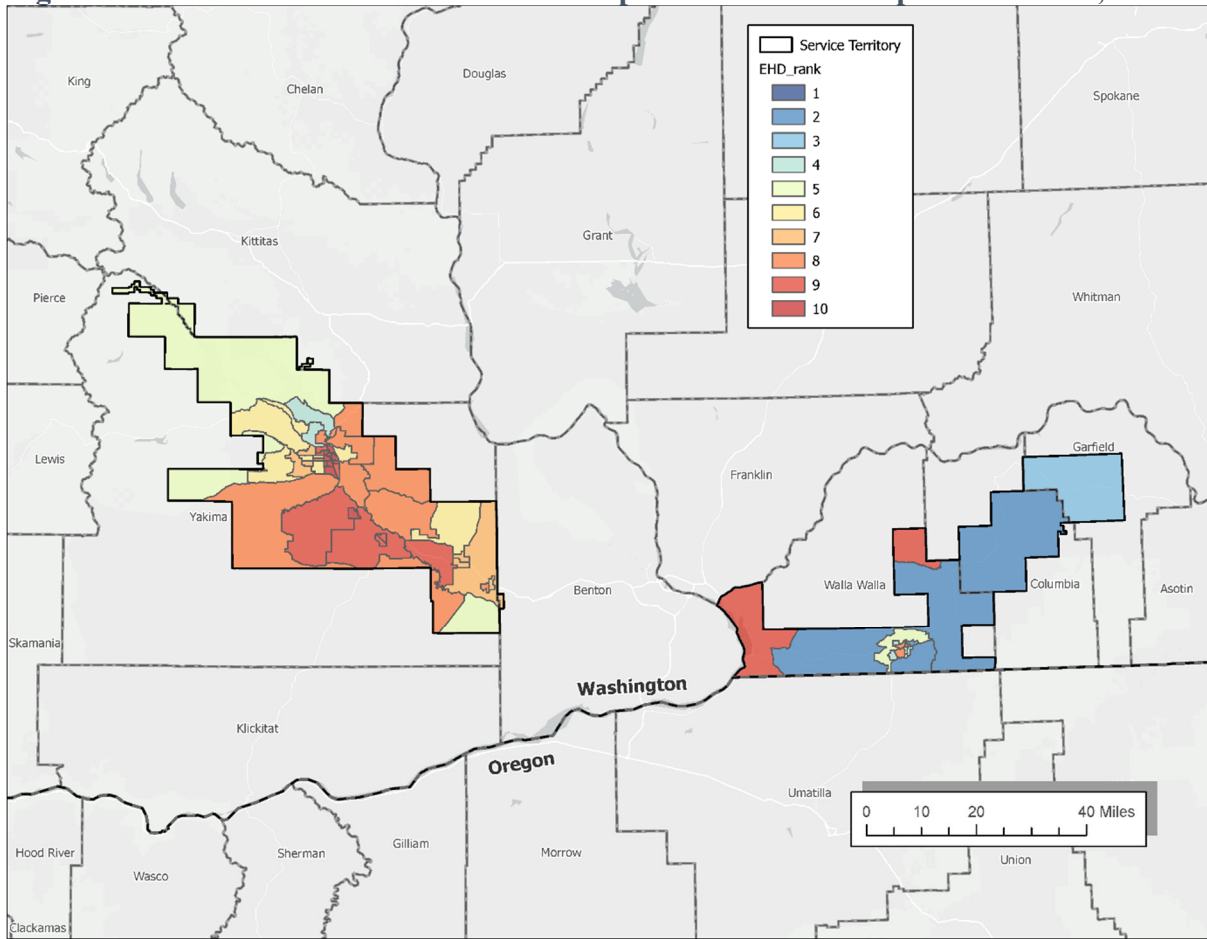 King
Chelan
Douglas
Spokane
Service Territory
EHD_rank
1
2
3
4
5
6
7
8
9
10
Kittitas
Grant
Pierce
Whitman
Lewis
Yakima
Franklin
Garfield
Benton
Walla Walla
Columbia
Asotin
Skamania
Washington
Klickitat
Oregon
Umatilla
0 10 20 40 Miles
Hood River
Wasco
Sherman
Gilliam
Morrow
Union
Clackamas